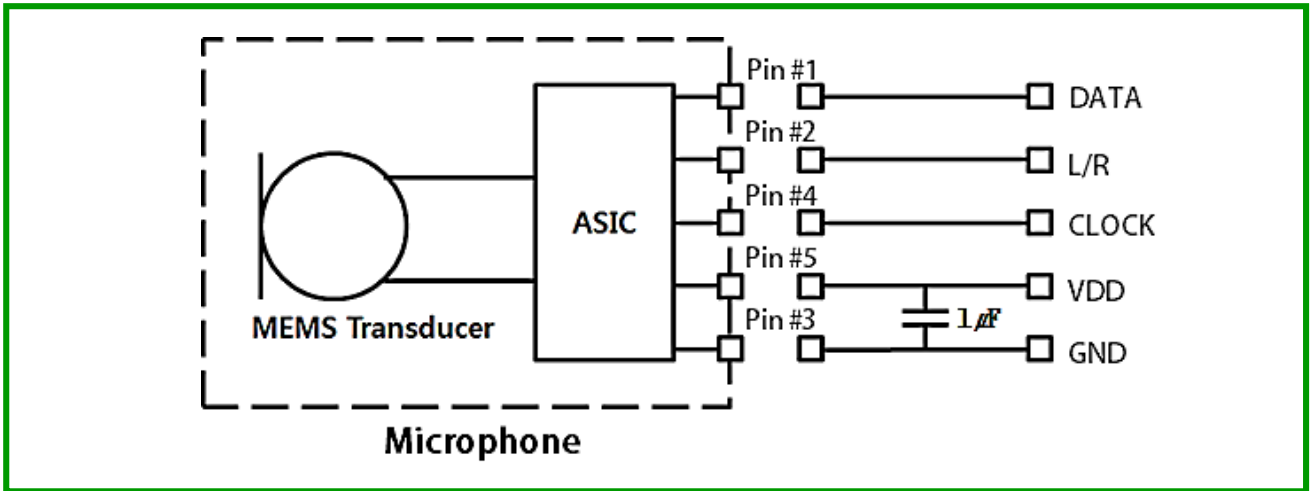 Pin #1
DATA
Pin #2
L/R
Pin #4
CLOCK
ASIC
Pin #5
VDD
1㎌
Pin #3
GND
MEMS Transducer
Microphone